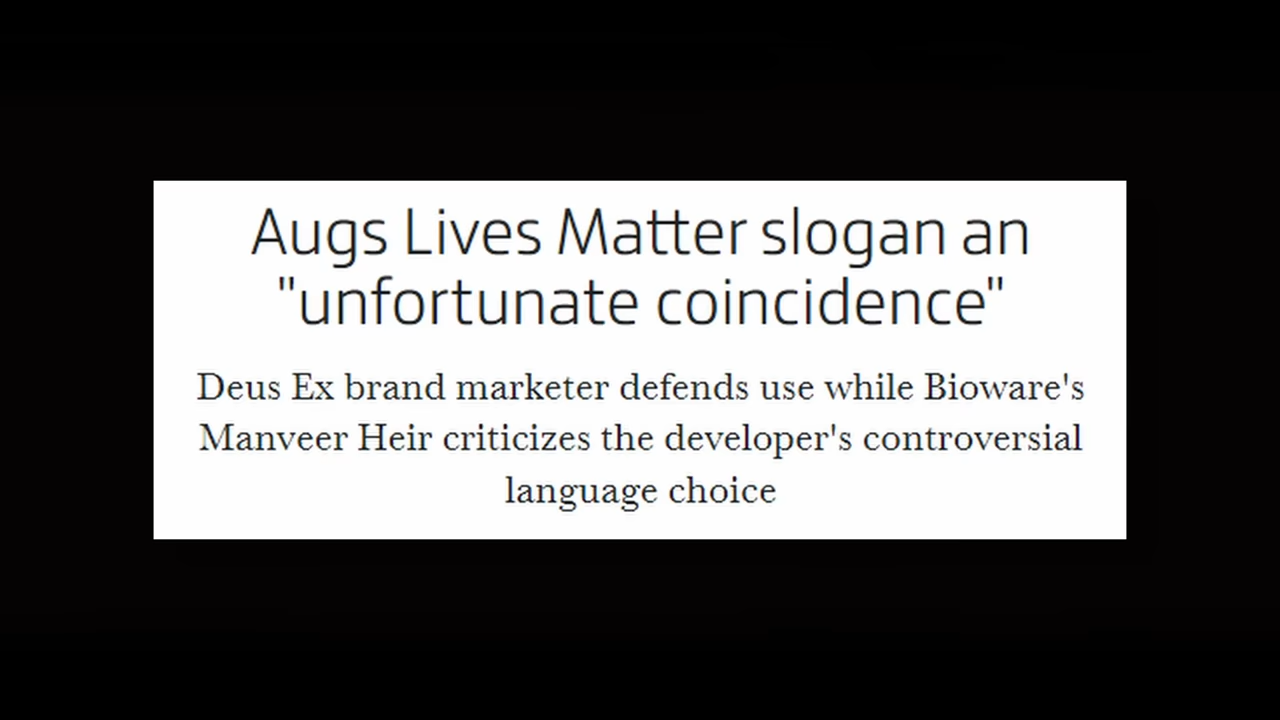 Augs Lives Matter slogan an
"unfortunate coincidence"
Deus Ex brand marketer defends use while Bioware's
Manveer Heir criticizes the developer's controversial
language choice